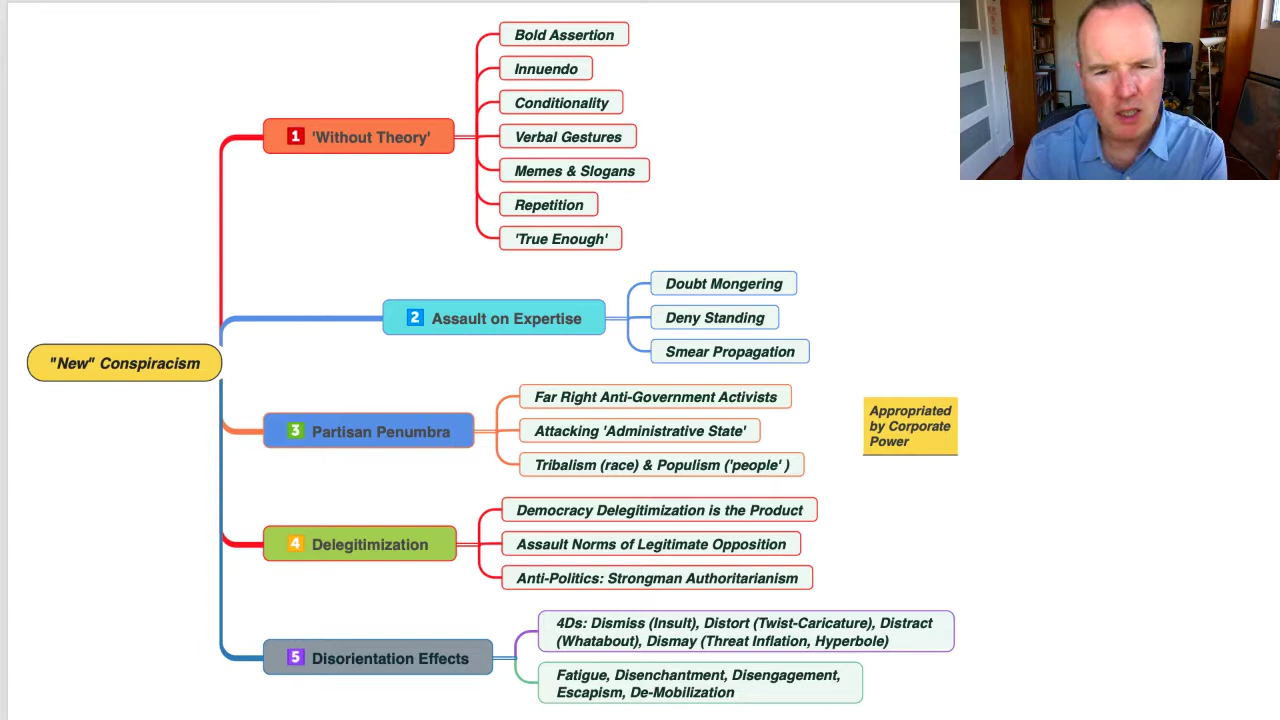 Bold Assertion
Innuendo
Conditionality
1 'Without Theory'
Verbal Gestures
Memes & Slogans
Repetition
'True Enough'
Doubt Mongering
2 Assault on Expertise
Deny Standing
Smear Propagation
"New" Conspiracism
Far Right Anti-Government Activists
3 Partisan Penumbra
Attacking 'Administrative State'
Tribalism (race) & Populism ('people' )
Appropriated
by Corporate
Power
Democracy Delegitimization is the Product
4 Delegitimization
Assault Norms of Legitimate Opposition
Anti-Politics: Strongman Authoritarianism
4Ds: Dismiss (Insult), Distort (Twist-Caricature), Distract
(Whatabout), Dismay (Threat Inflation, Hyperbole)
5 Disorientation Effects
Fatigue, Disenchantment, Disengagement,
Escapism, De-Mobilization